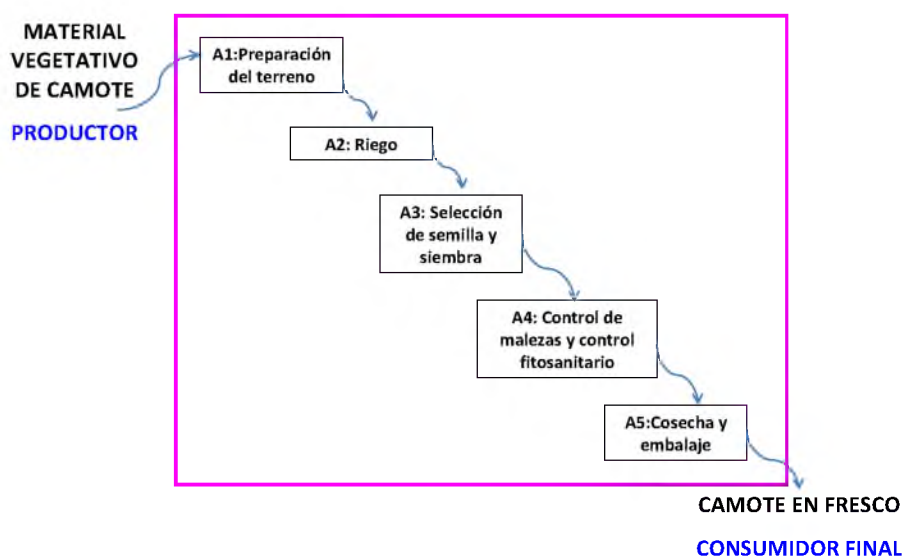 MATERIAL
VEGETATIVO
DE CAMOTE
PRODUCTOR
A1:Preparación
del terreno
A2: Riego
A3: Selección
de semilla y
siembra
A4: Control de
malezas y control
fitosanitario
A5:Cosecha y
embalaje
CAMOTE EN FRESCO
CONSUMIDOR FINAL